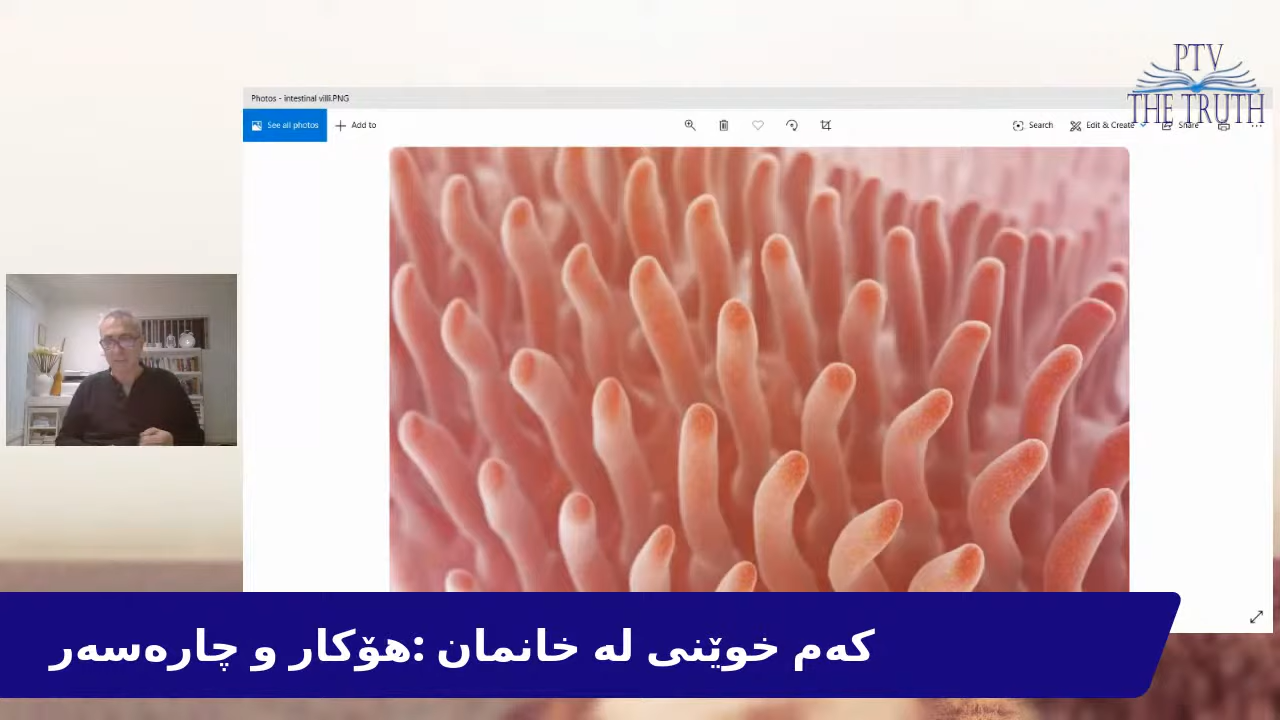 PTV
THE TRUTH
Photos - intestinal villi.PNG
See all photos
Add to
Search
Edit & Create
Share
کەم خوێنی لە خانمان :هۆکار و چارەسەر